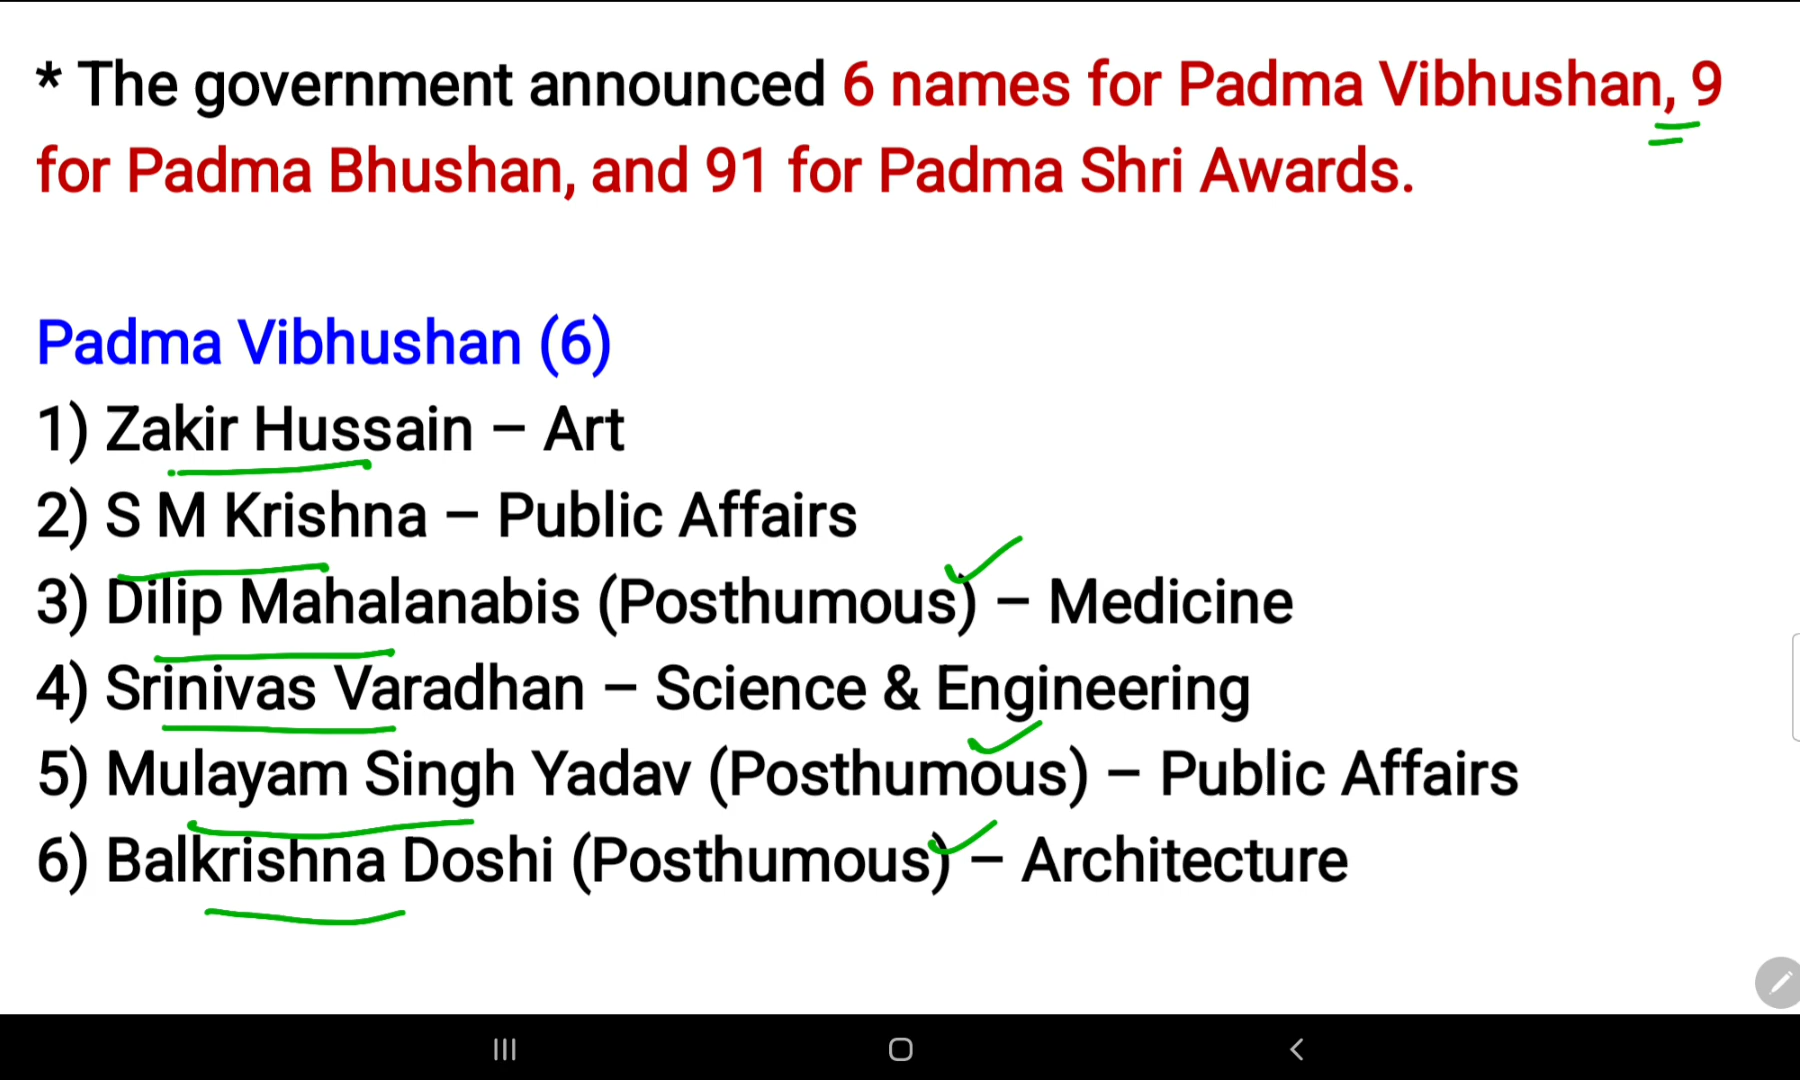 * The government announced 6 names for Padma Vibhushan, 9
for Padma Bhushan, and 91 for Padma Shri Awards.
Padma Vibhushan (6)
1) Zakir Hussain – Art
2) S M Krishna – Public Affairs
3) Dilip Mahalanabis (Posthumous) – Medicine
4) Srinivas Varadhan – Science & Engineering
5) Mulayam Singh Yadav (Posthumous) – Public Affairs
6) Balkrishna Doshi (Posthumous) – Architecture